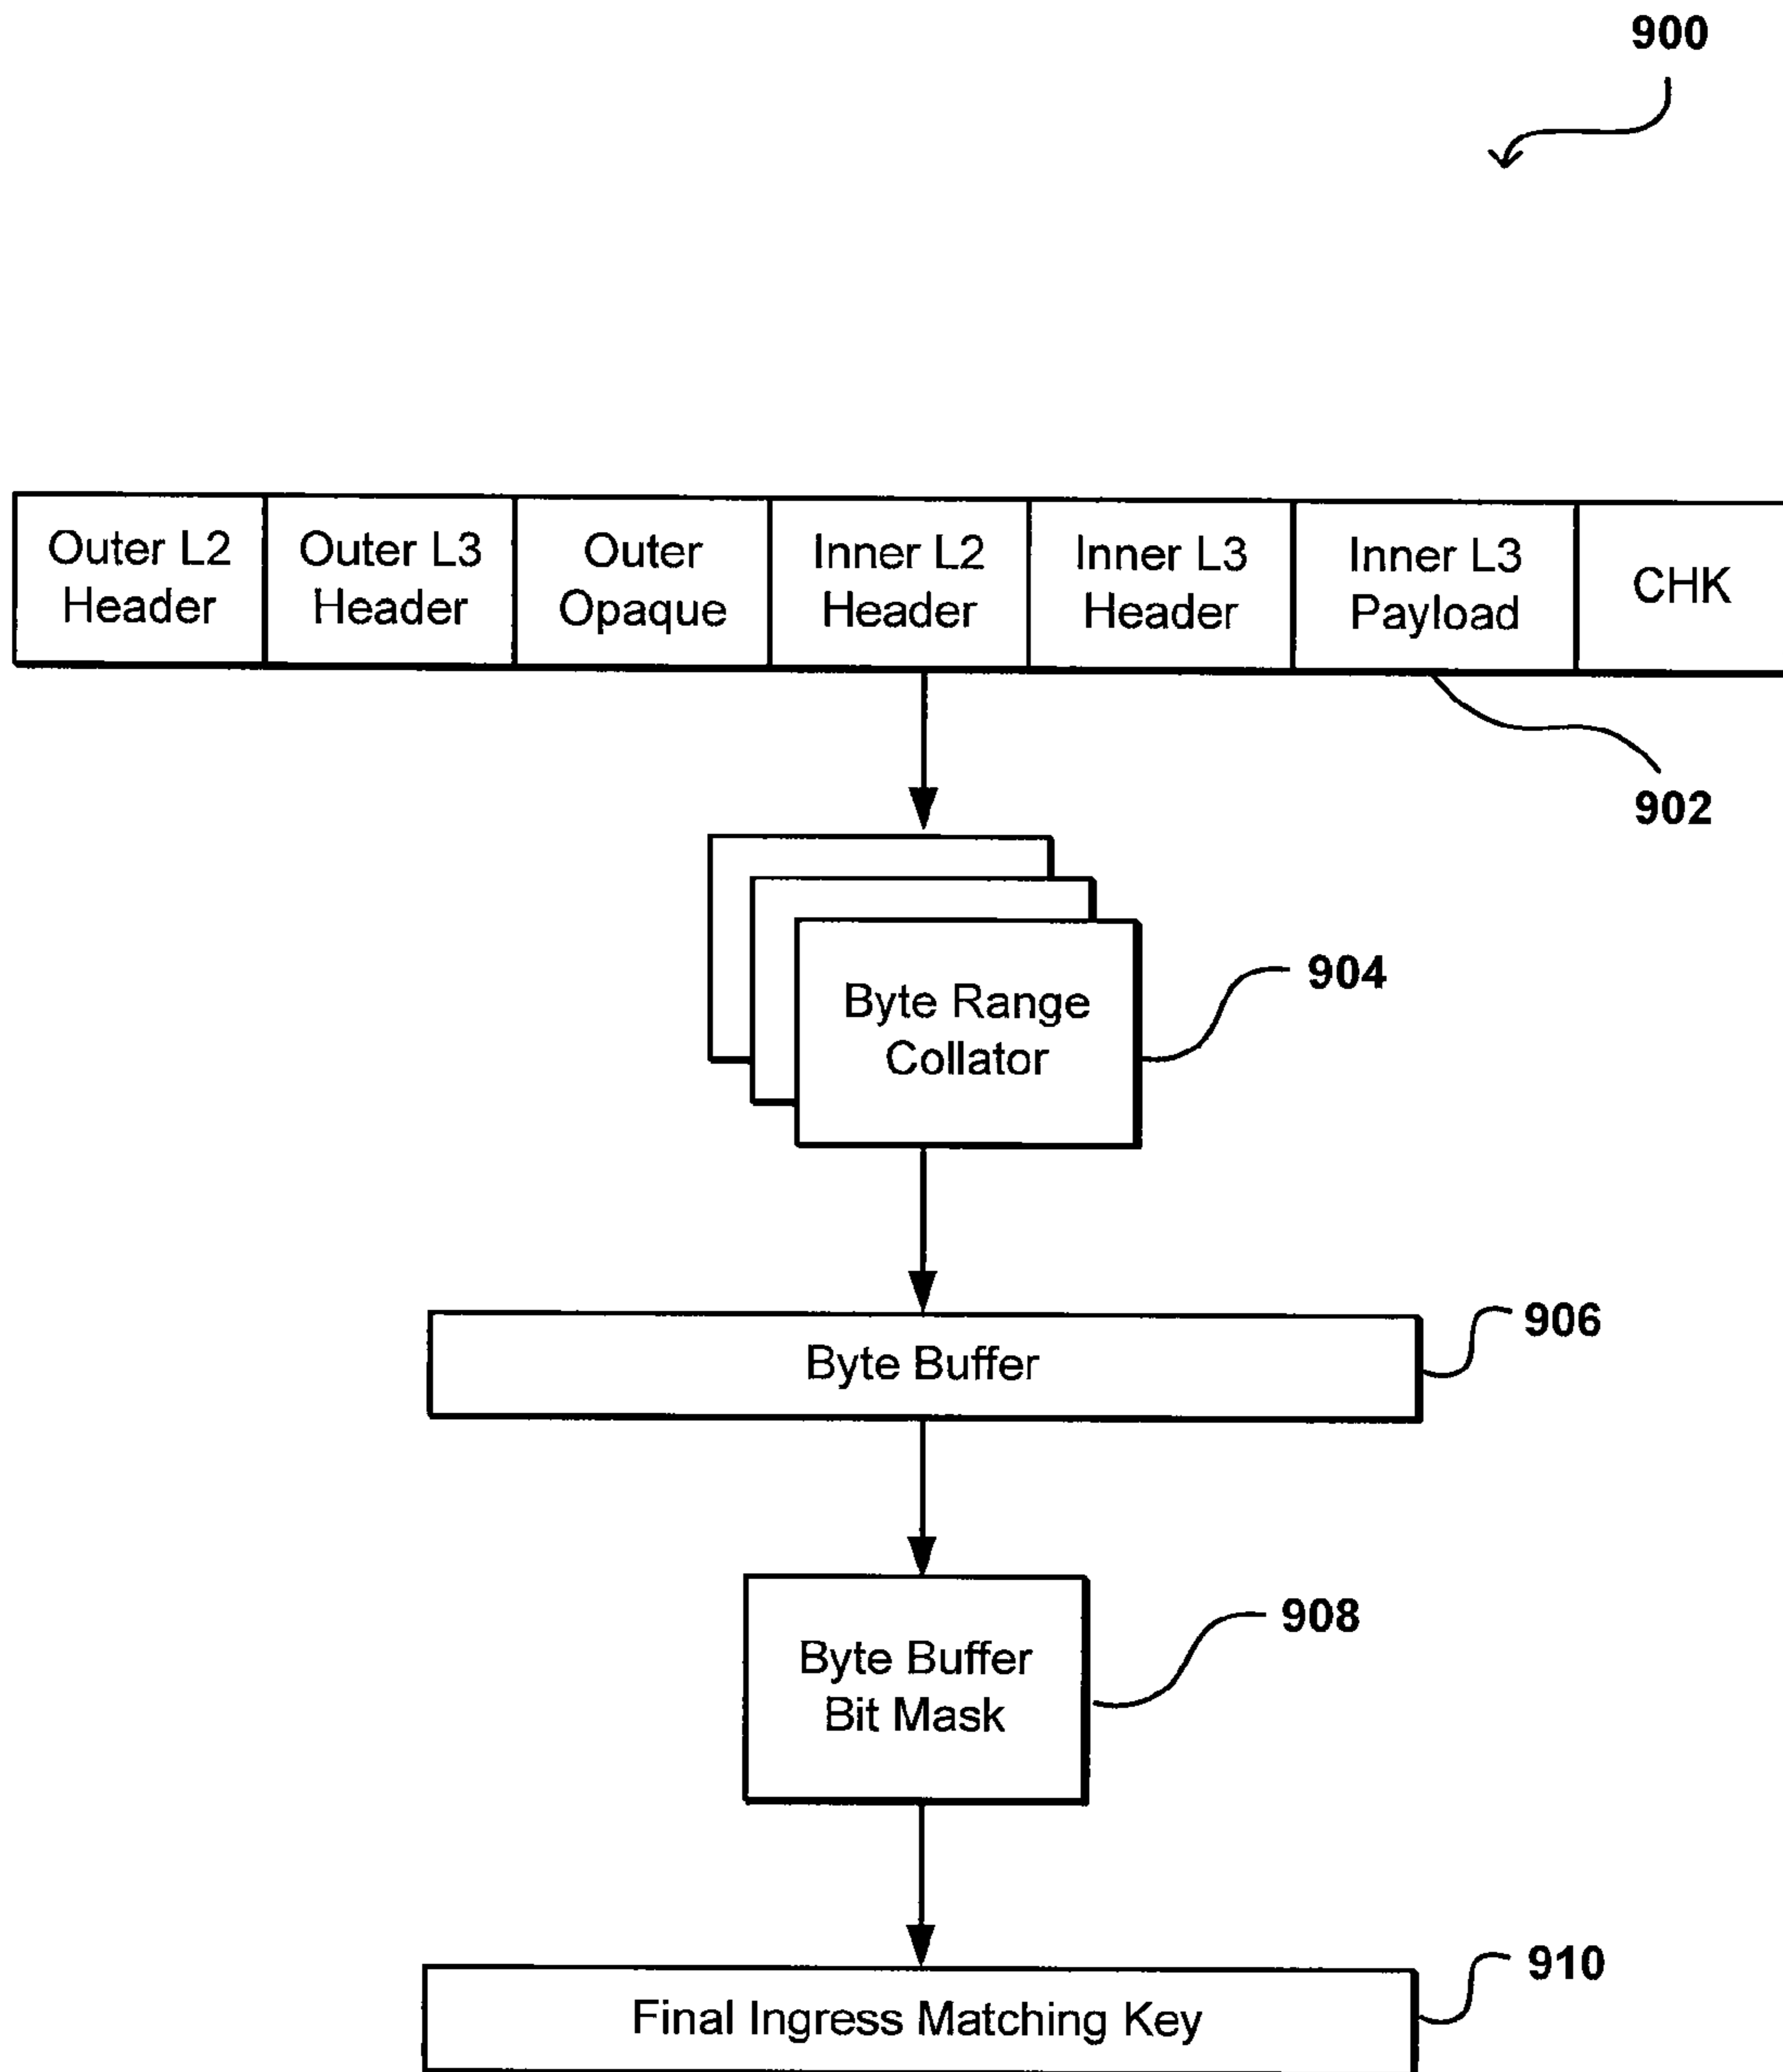 900
Outer L2
Header
Outer L3
Header
Outer
Opaque
Inner L2
Header
Inner L3
Header
Inner L3
Payload
CHK
902
Byte Range
Collator
904
Byte Buffer
906
Byte Buffer
Bit Mask
908
Final Ingress Matching Key
910